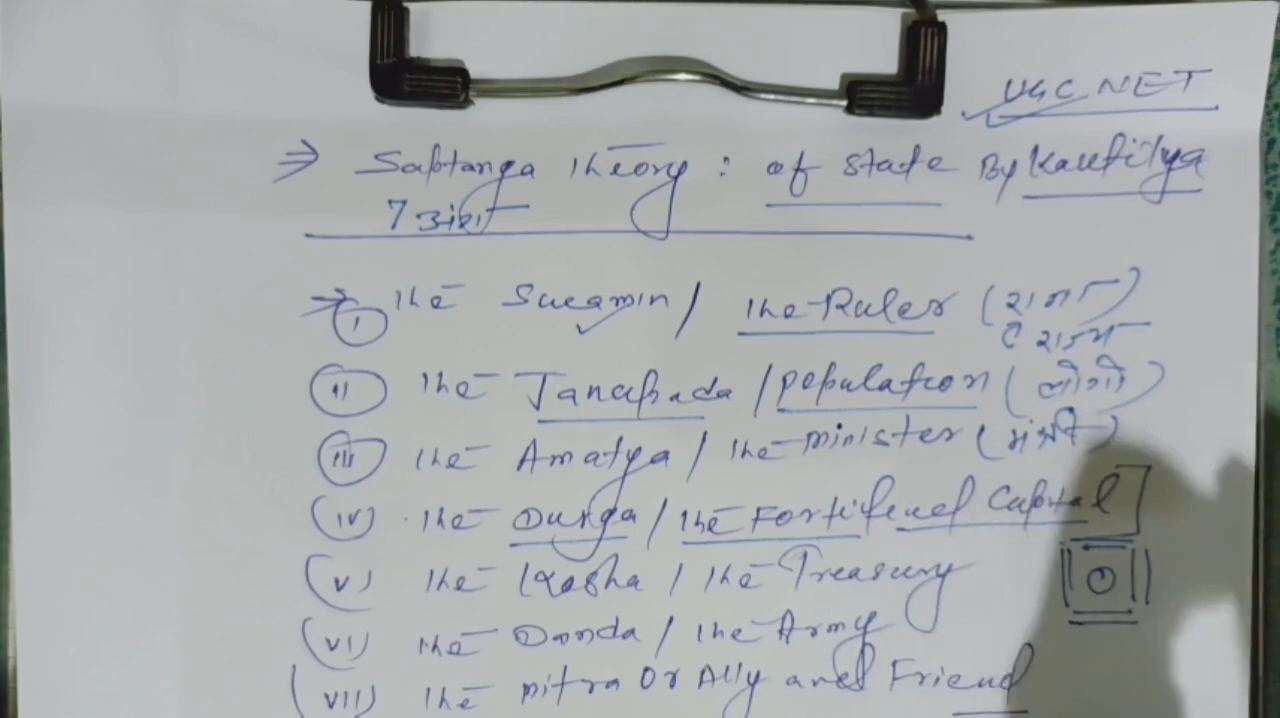 UGC NET
⇒ Saptanga Theory : of state By Kautilya
7 अंग
→ (i) The Swamin / the Ruler (राजा)
राजा
(ii) The Janapada / population (लोगो)
(iii) The Amatya / The minister (मंत्री)
(iv) The Durga / The Fortified Capital
(v) The Kosha / The Treasury
(vi) The Danda / The Army
(vii) The mitra Or Ally and Friend